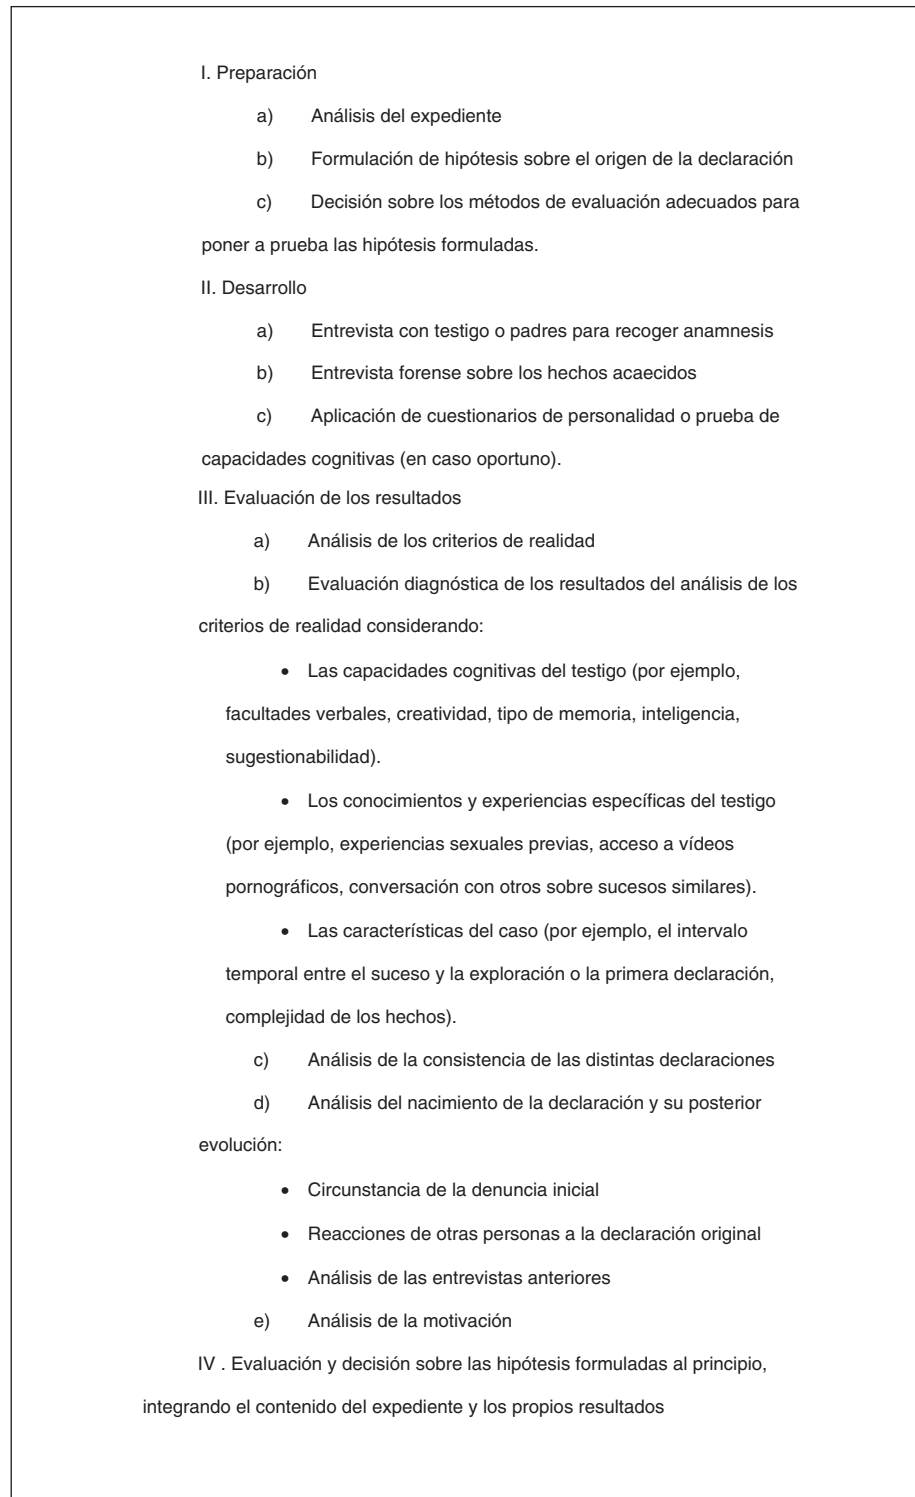 I. Preparación
a) Análisis del expediente
b) Formulación de hipótesis sobre el origen de la declaración
c) Decisión sobre los métodos de evaluación adecuados para
poner a prueba las hipótesis formuladas.
II. Desarrollo
a) Entrevista con testigo o padres para recoger anamnesis
b) Entrevista forense sobre los hechos acaecidos
c) Aplicación de cuestionarios de personalidad o prueba de
capacidades cognitivas (en caso oportuno).
III. Evaluación de los resultados
a) Análisis de los criterios de realidad
b) Evaluación diagnóstica de los resultados del análisis de los
criterios de realidad considerando:
• Las capacidades cognitivas del testigo (por ejemplo,
facultades verbales, creatividad, tipo de memoria, inteligencia,
sugestionabilidad).
• Los conocimientos y experiencias específicas del testigo
(por ejemplo, experiencias sexuales previas, acceso a vídeos
pornográficos, conversación con otros sobre sucesos similares).
• Las características del caso (por ejemplo, el intervalo
temporal entre el suceso y la exploración o la primera declaración,
complejidad de los hechos).
c) Análisis de la consistencia de las distintas declaraciones
d) Análisis del nacimiento de la declaración y su posterior
evolución:
• Circunstancia de la denuncia inicial
• Reacciones de otras personas a la declaración original
• Análisis de las entrevistas anteriores
e) Análisis de la motivación
IV . Evaluación y decisión sobre las hipótesis formuladas al principio,
integrando el contenido del expediente y los propios resultados